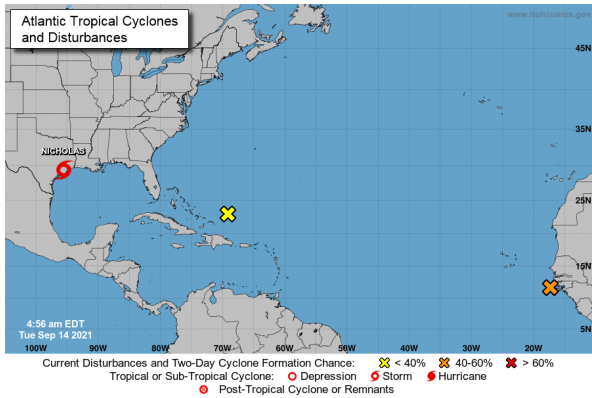 Atlantic Tropical Cyclones
and Disturbances
www.hurricanes.gov
45N
35N
NICHOLAS
25N
15N
4:56 am EDT
Tue Sep 14 2021
5N
100W 90W 80W 70W 60W 50W 40W 30W 20W
Current Disturbances and Two-Day Cyclone Formation Chance: < 40% 40-60% > 60%
Tropical or Sub-Tropical Cyclone: Depression Storm Hurricane
Post-Tropical Cyclone or Remnants